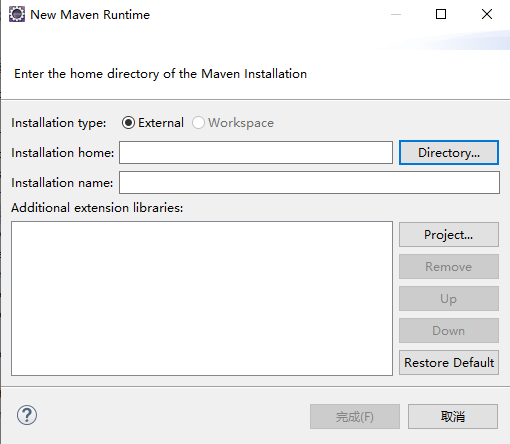 New Maven Runtime
Enter the home directory of the Maven Installation
Installation type: External Workspace
Installation home: Directory...
Installation name:
Additional extension libraries:
Project...
Remove
Up
Down
Restore Default
? 完成(F) 取消